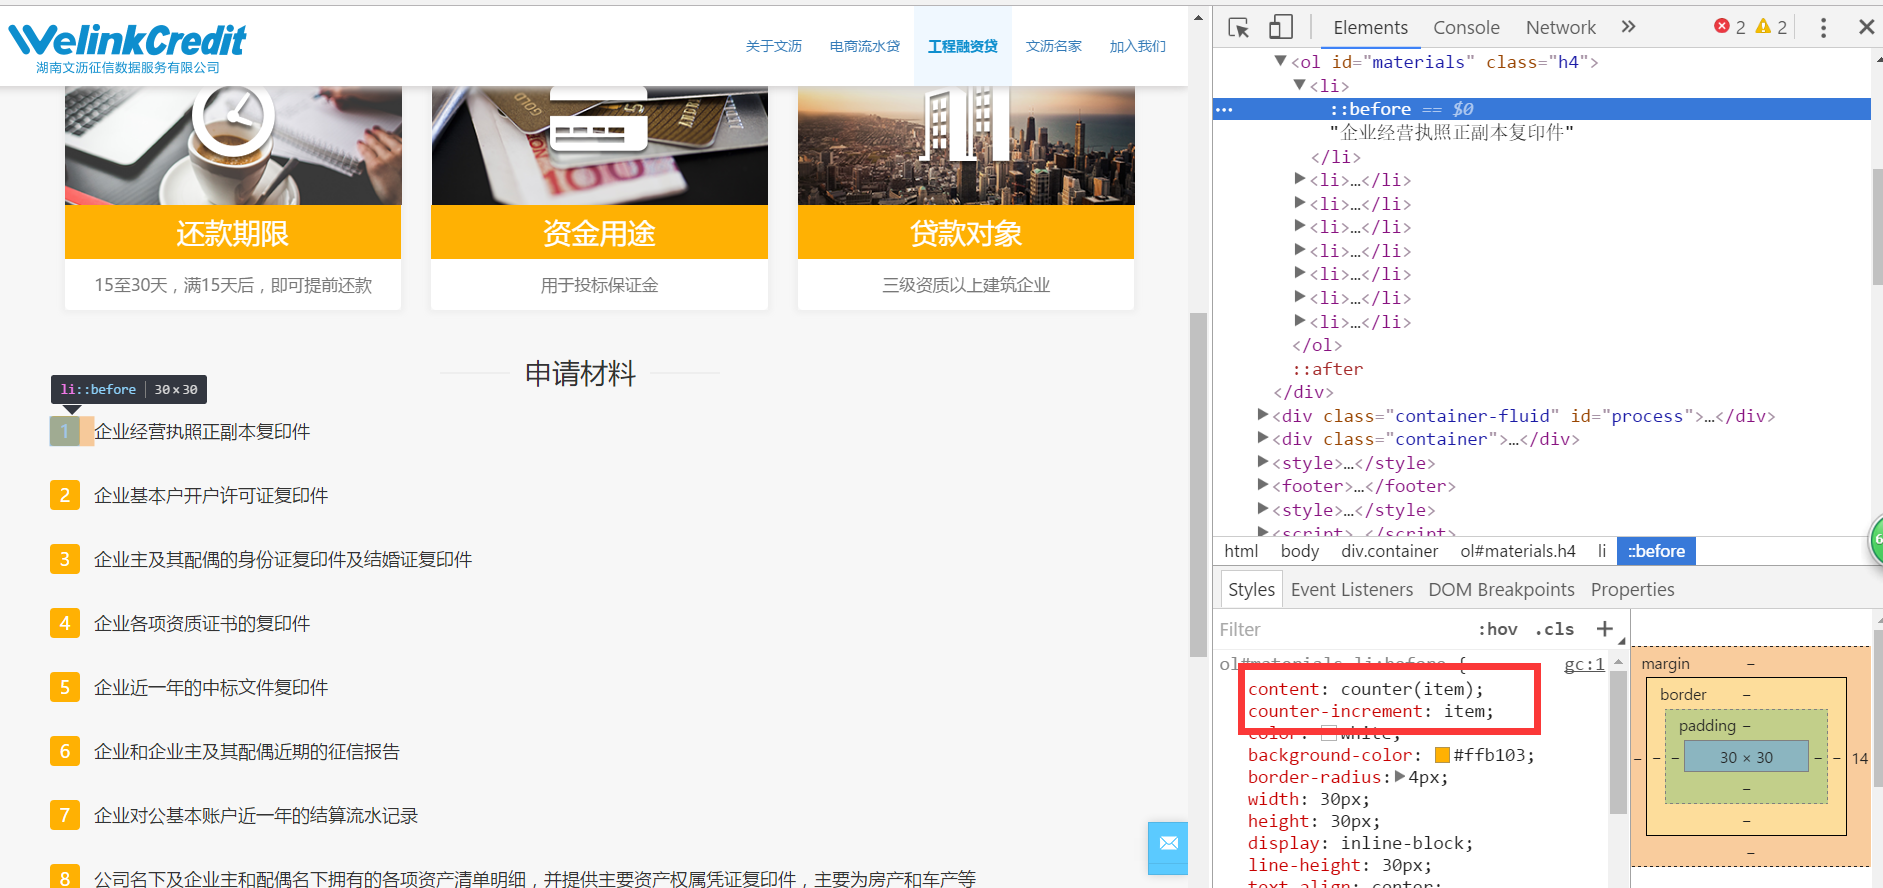 WelinkCredit
湖南文沥征信数据服务有限公司
关于文沥 电商流水贷 工程融资贷 文沥名家 加入我们
还款期限
15至30天，满15天后，即可提前还款
资金用途
用于投标保证金
贷款对象
三级资质以上建筑企业
申请材料
li::before 30 × 30
1 企业经营执照正副本复印件
2 企业基本户开户许可证复印件
3 企业主及其配偶的身份证复印件及结婚证复印件
4 企业各项资质证书的复印件
5 企业近一年的中标文件复印件
6 企业和企业主及其配偶近期的征信报告
7 企业对公基本账户近一年的结算流水记录
8 公司名下及企业主和配偶名下拥有的各项资产清单明细，并提供主要资产权属凭证复印件，主要为房产和车产等
Elements Console Network » 2 2
▼<ol id="materials" class="h4">
▼<li>
… ::before == $0
"企业经营执照正副本复印件"
</li>
▶<li>…</li>
▶<li>…</li>
▶<li>…</li>
▶<li>…</li>
▶<li>…</li>
▶<li>…</li>
▶<li>…</li>
</ol>
::after
</div>
▶<div class="container-fluid" id="process">…</div>
▶<div class="container">…</div>
▶<style>…</style>
▶<footer>…</footer>
▶<style>…</style>
▶<script>…</script>
html body div.container ol#materials.h4 li ::before
Styles Event Listeners DOM Breakpoints Properties
Filter :hov .cls +
ol#materials li:before { gc:1
content: counter(item);
counter-increment: item;
color: white;
background-color: #ffb103;
border-radius: ▶4px;
width: 30px;
height: 30px;
display: inline-block;
line-height: 30px;
text-align: center;
margin –
border –
padding –
– – – 30 × 30 – – 14
–
–
–
6
100
GOLD